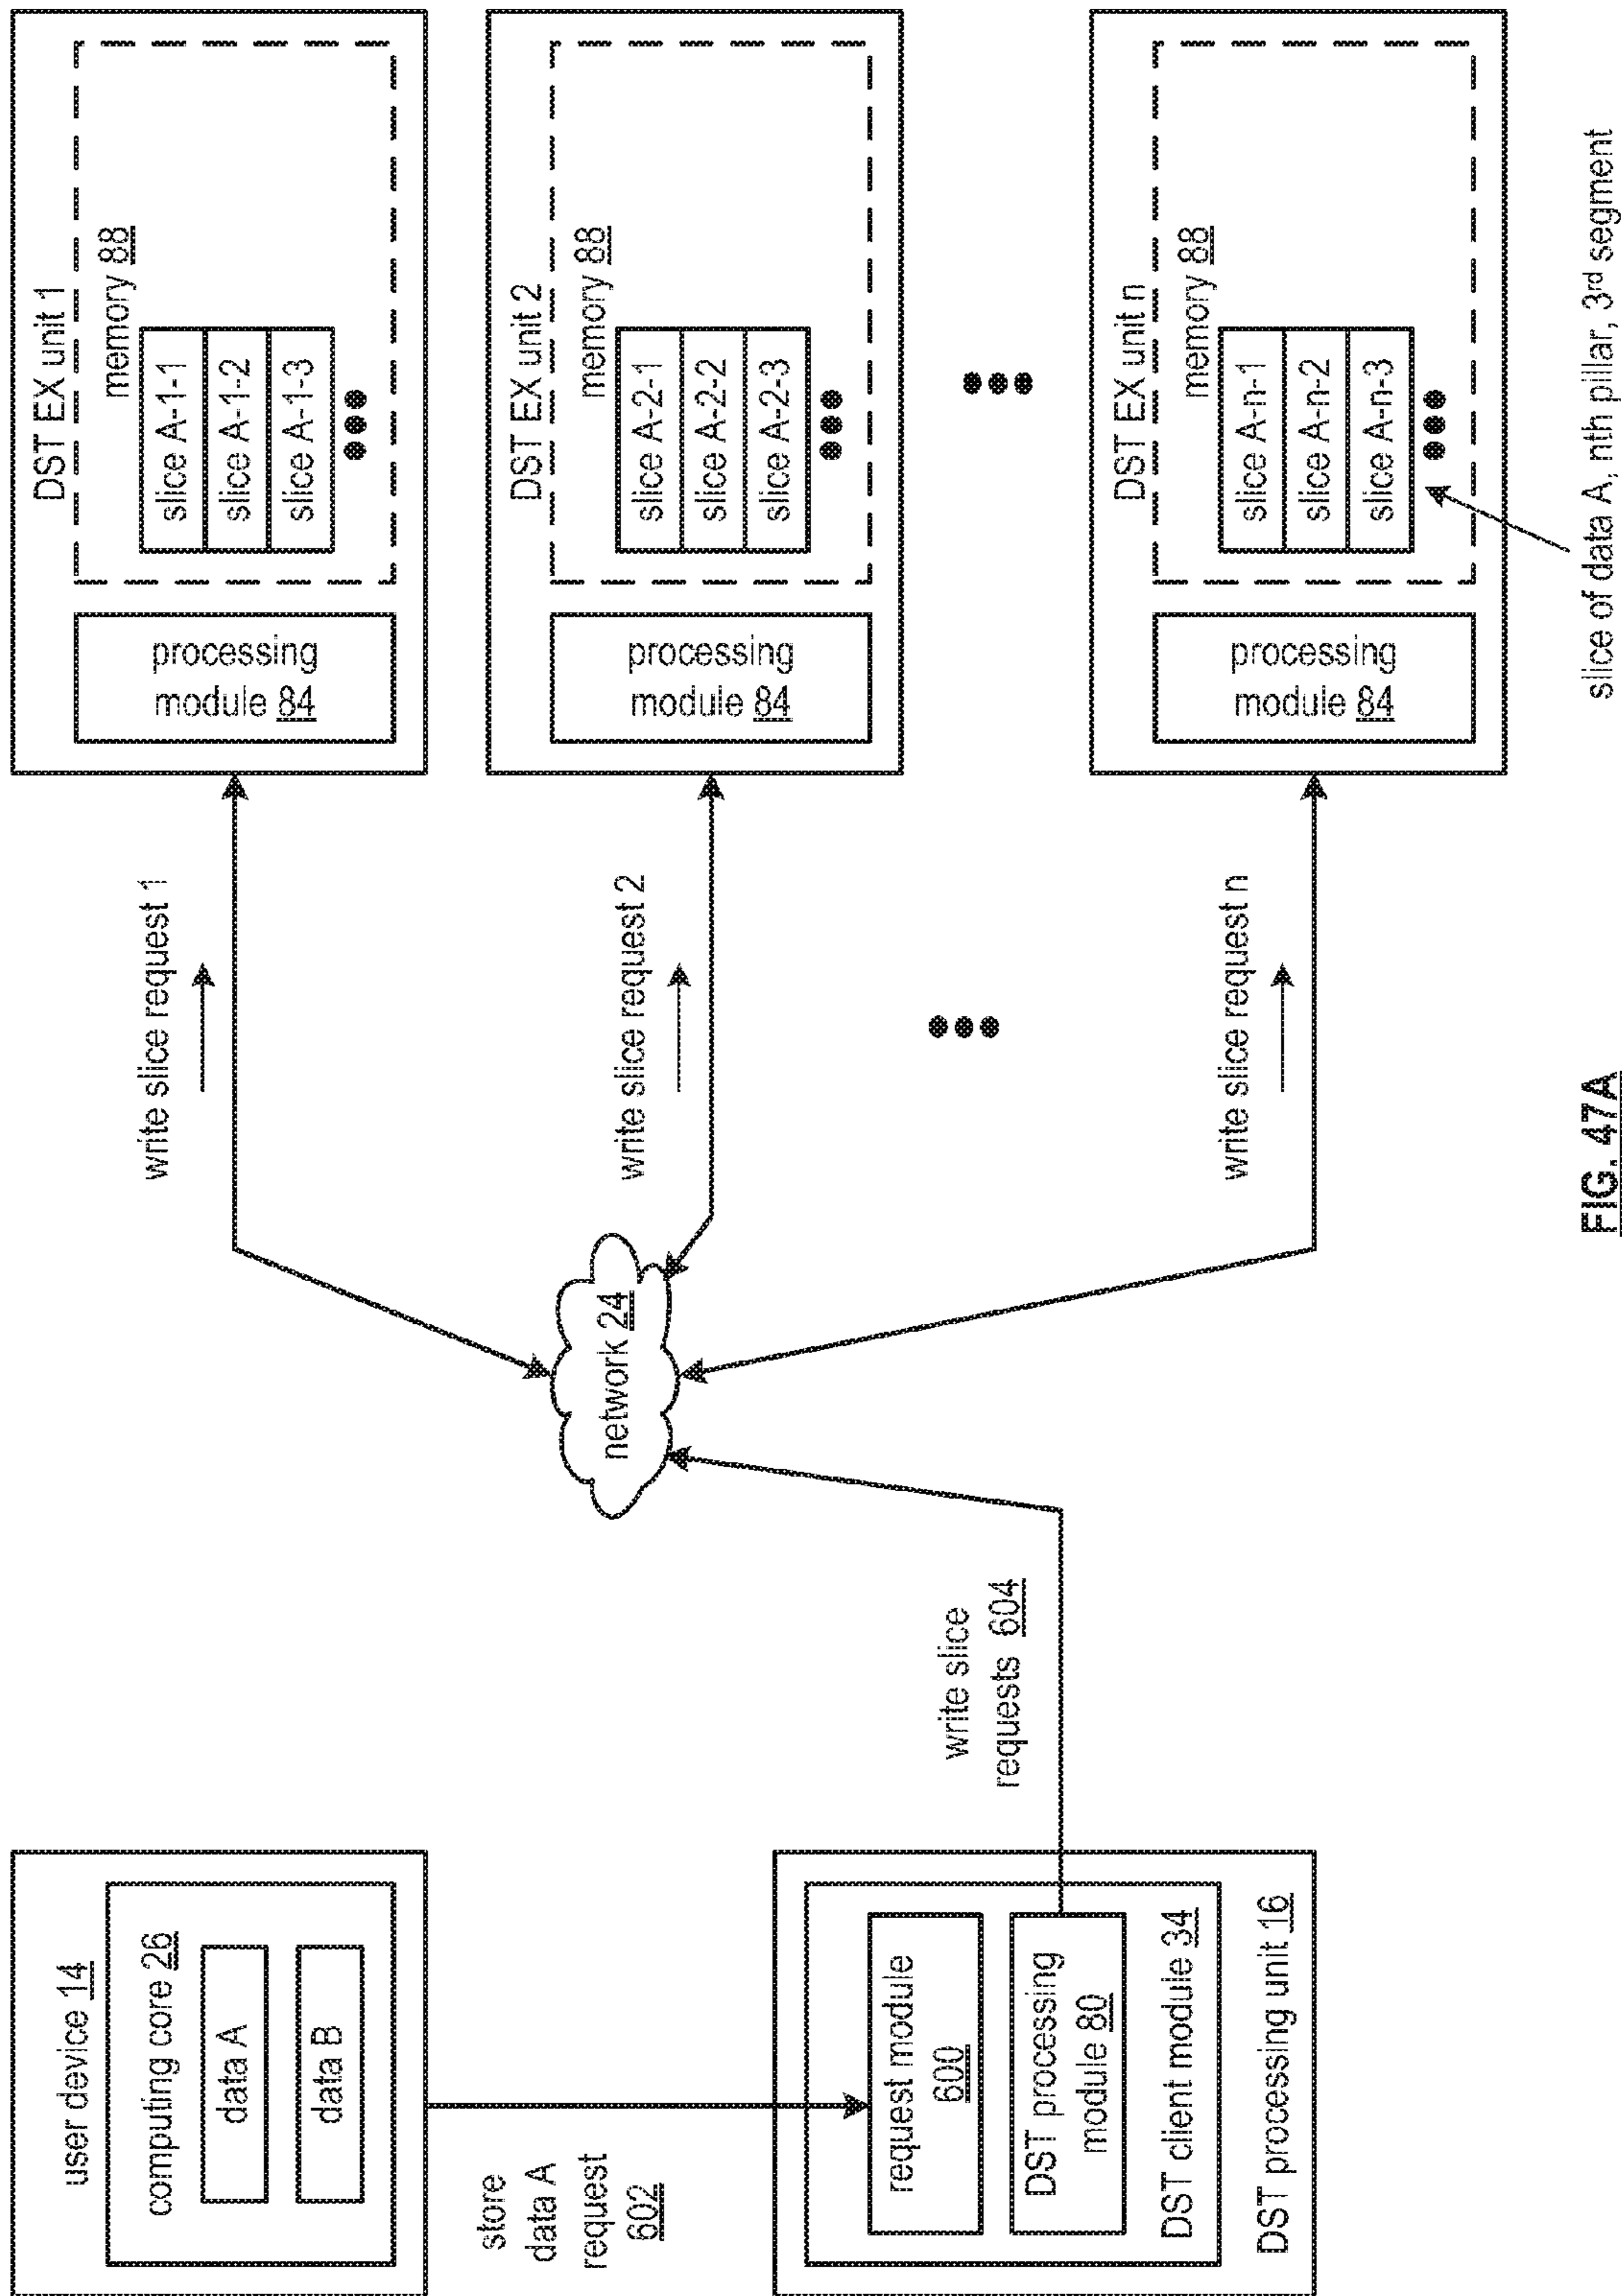 user device 14
computing core 26
data A
data B
store
data A
request
602
request module
600
DST processing
module 80
DST client module 34
DST processing unit 16
write slice
requests 604
network 24
write slice request 1
write slice request 2
write slice request n
DST EX unit 1
processing
module 84
memory 88
slice A-1-1
slice A-1-2
slice A-1-3
DST EX unit 2
processing
module 84
memory 88
slice A-2-1
slice A-2-2
slice A-2-3
DST EX unit n
processing
module 84
memory 88
slice A-n-1
slice A-n-2
slice A-n-3
slice of data A, nth pillar, 3rd segment
FIG. 47A